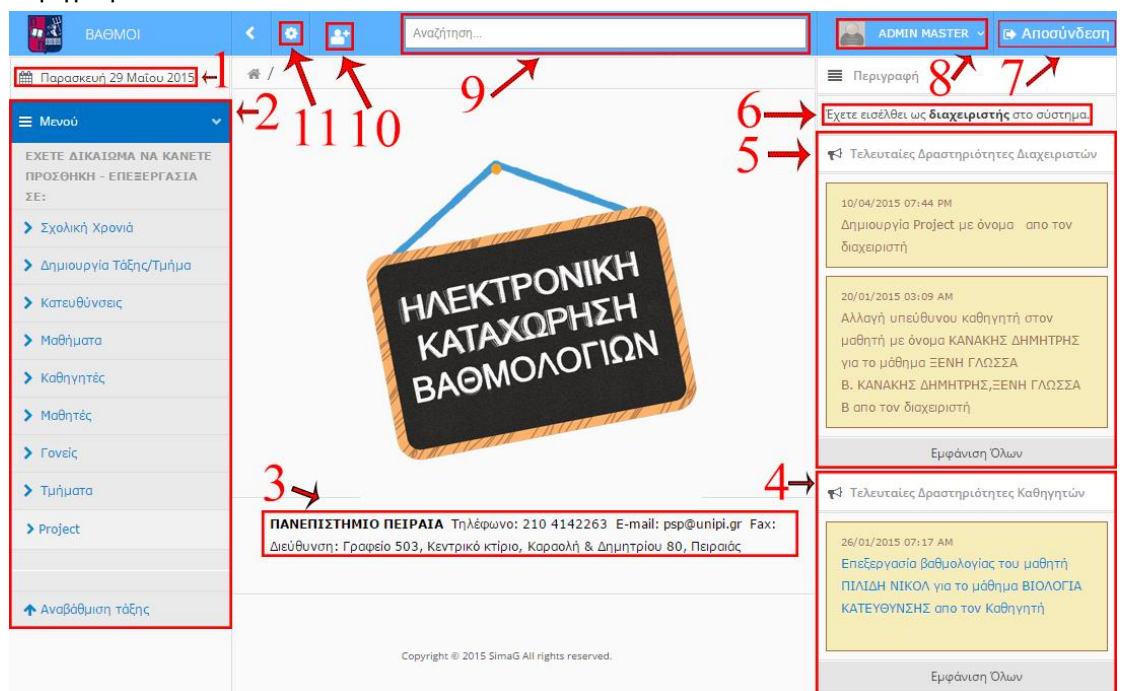 ΒΑΘΜΟΙ
Αναζήτηση...
ADMIN MASTER
Αποσύνδεση
Παρασκευή 29 Μαΐου 2015
1
/
9
11
10
8
7
Περιγραφή
2
Μενού
6
Έχετε εισέλθει ως διαχειριστής στο σύστημα.
ΕΧΕΤΕ ΔΙΚΑΙΩΜΑ ΝΑ ΚΑΝΕΤΕ
ΠΡΟΣΘΗΚΗ - ΕΠΕΞΕΡΓΑΣΙΑ
ΣΕ:
Σχολική Χρονιά
Δημιουργία Τάξης/Τμήμα
Κατευθύνσεις
Μαθήματα
Καθηγητές
Μαθητές
Γονείς
Τμήματα
Project
Αναβάθμιση τάξης
ΗΛΕΚΤΡΟΝΙΚΗ
ΚΑΤΑΧΩΡΗΣΗ
ΒΑΘΜΟΛΟΓΙΩΝ
3
ΠΑΝΕΠΙΣΤΗΜΙΟ ΠΕΙΡΑΙΑ Τηλέφωνο: 210 4142263 E-mail: psp@unipi.gr Fax:
Διεύθυνση: Γραφείο 503, Κεντρικό κτίριο, Καραολή & Δημητρίου 80, Πειραιάς
Copyright © 2015 SimaG All rights reserved.
5
Τελευταίες Δραστηριότητες Διαχειριστών
10/04/2015 07:44 PM
Δημιουργία Project με όνομα απο τον
διαχειριστή
20/01/2015 03:09 AM
Αλλαγή υπεύθυνου καθηγητή στον
μαθητή με όνομα ΚΑΝΑΚΗΣ ΔΗΜΗΤΡΗΣ
για το μάθημα ΞΕΝΗ ΓΛΩΣΣΑ
Β. ΚΑΝΑΚΗΣ ΔΗΜΗΤΡΗΣ,ΞΕΝΗ ΓΛΩΣΣΑ
Β απο τον διαχειριστή
Εμφάνιση Όλων
4
Τελευταίες Δραστηριότητες Καθηγητών
26/01/2015 07:17 AM
Επεξεργασία βαθμολογίας του μαθητή
ΠΙΛΙΔΗ ΝΙΚΟΛ για το μάθημα ΒΙΟΛΟΓΙΑ
ΚΑΤΕΥΘΥΝΣΗΣ απο τον Καθηγητή
Εμφάνιση Όλων